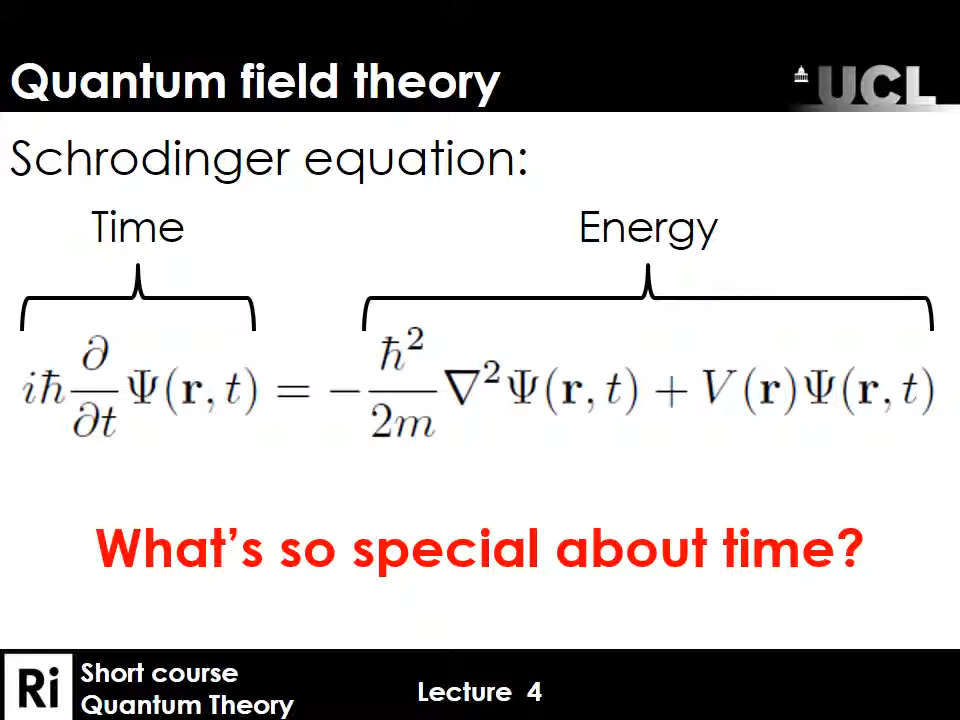 Quantum field theory
UCL
Schrodinger equation:
Time Energy
iħ ∂/∂t Ψ(r, t) = − ħ²/2m ∇²Ψ(r, t) + V(r)Ψ(r, t)
What's so special about time?
Ri
Short course
Quantum Theory
Lecture 4